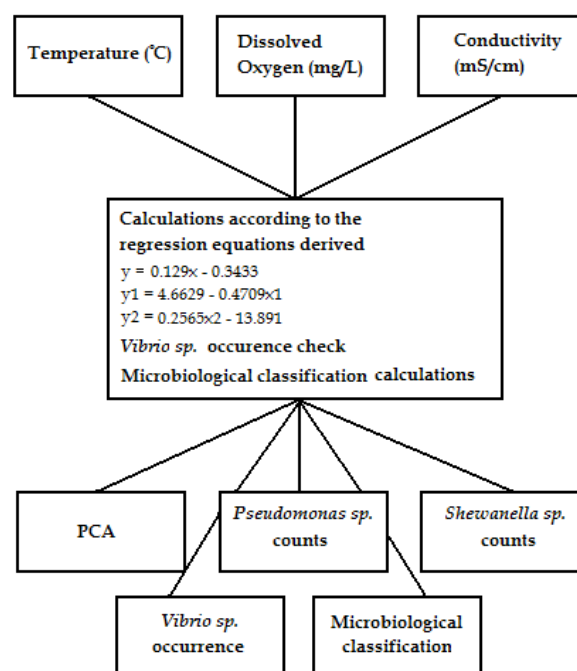 Temperature (°C)
Dissolved
Oxygen (mg/L)
Conductivity
(mS/cm)
Calculations according to the
regression equations derived
y = 0.129x - 0.3433
y1 = 4.6629 - 0.4709x1
y2 = 0.2565x2 - 13.891
Vibrio sp. occurence check
Microbiological classification calculations
PCA
Pseudomonas sp.
counts
Shewanella sp.
counts
Vibrio sp.
occurrence
Microbiological
classification